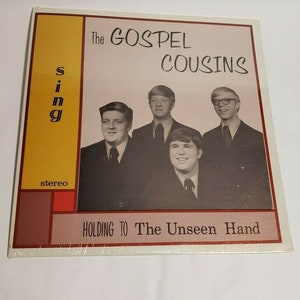 The GOSPEL
COUSINS
sing
stereo
HOLDING TO The Unseen Hand